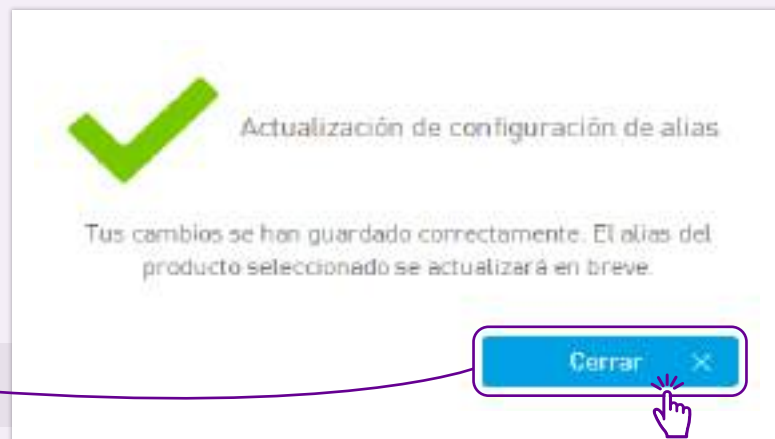 Actualización de configuración de alias
Tus cambios se han guardado correctamente. El alias del
producto seleccionado se actualizará en breve.
Cerrar